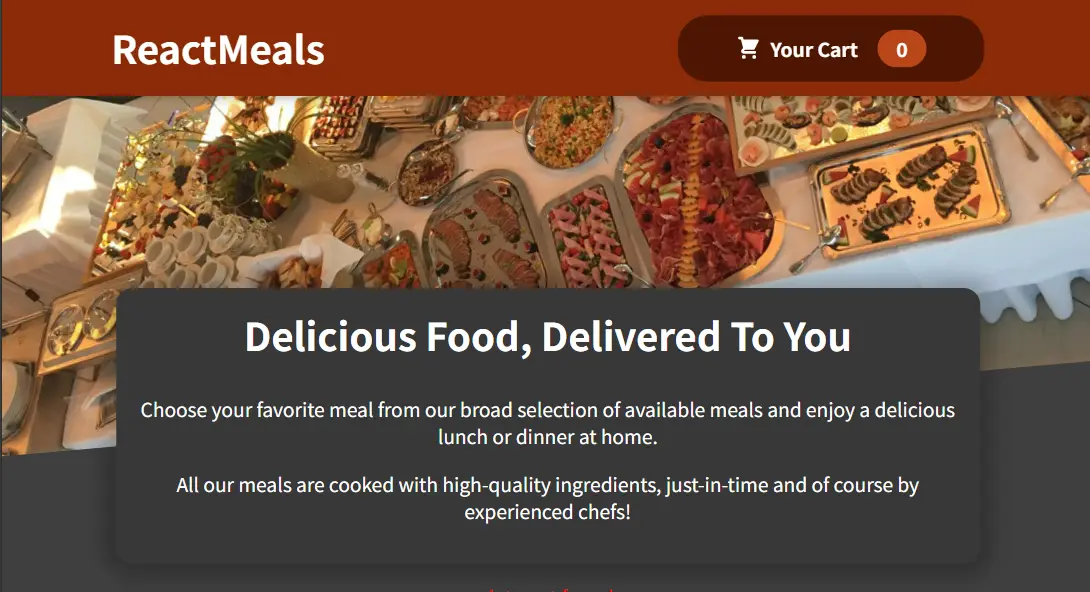 ReactMeals
Your Cart 0
Delicious Food, Delivered To You
Choose your favorite meal from our broad selection of available meals and enjoy a delicious
lunch or dinner at home.
All our meals are cooked with high-quality ingredients, just-in-time and of course by
experienced chefs!